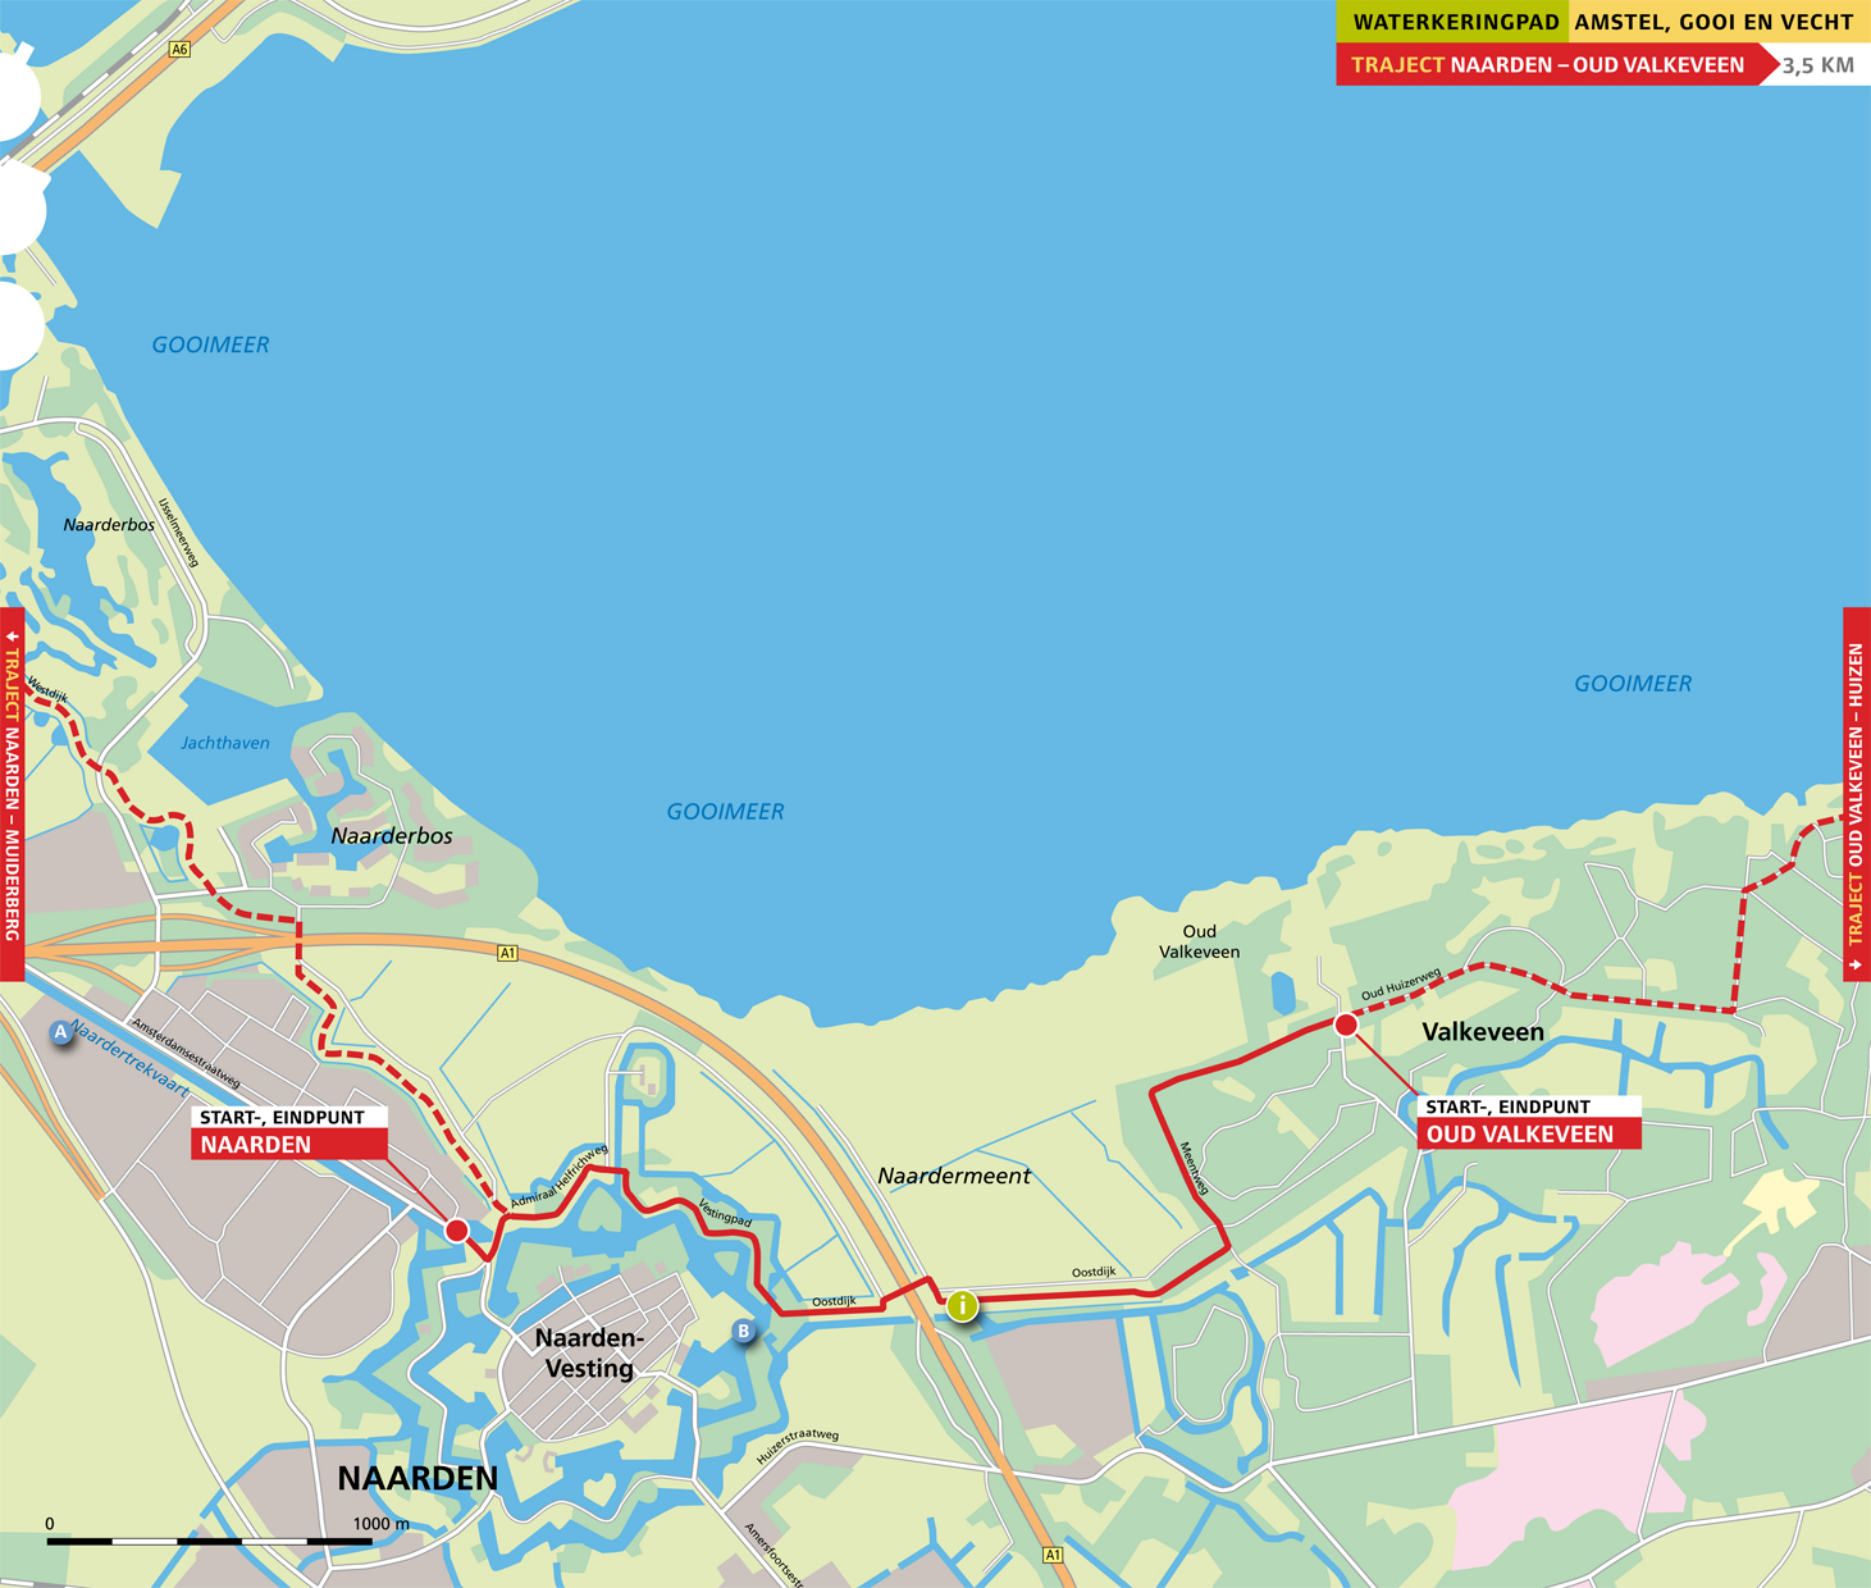 WATERKERINGPAD AMSTEL, GOOI EN VECHT
TRAJECT NAARDEN – OUD VALKEVEEN 3,5 KM
A6
GOOIMEER
Naarderbos
IJsselmeerweg
TRAJECT NAARDEN – MUIDERBERG
Westdijk
Jachthaven
GOOIMEER
TRAJECT OUD VALKEVEEN – HUIZEN
GOOIMEER
Naarderbos
A1
Oud
Valkeveen
Oud Huizerweg
Valkeveen
A
Naardertrekvaart
Amsterdamsestraatweg
START-, EINDPUNT
NAARDEN
START-, EINDPUNT
OUD VALKEVEEN
Admiraal Helfrichweg
Vestingpad
Naardermeent
Meentweg
Oostdijk
Oostdijk
i
B
Naarden-
Vesting
Huizerstraatweg
NAARDEN
0 1000 m
Amersfoortsestr
A1